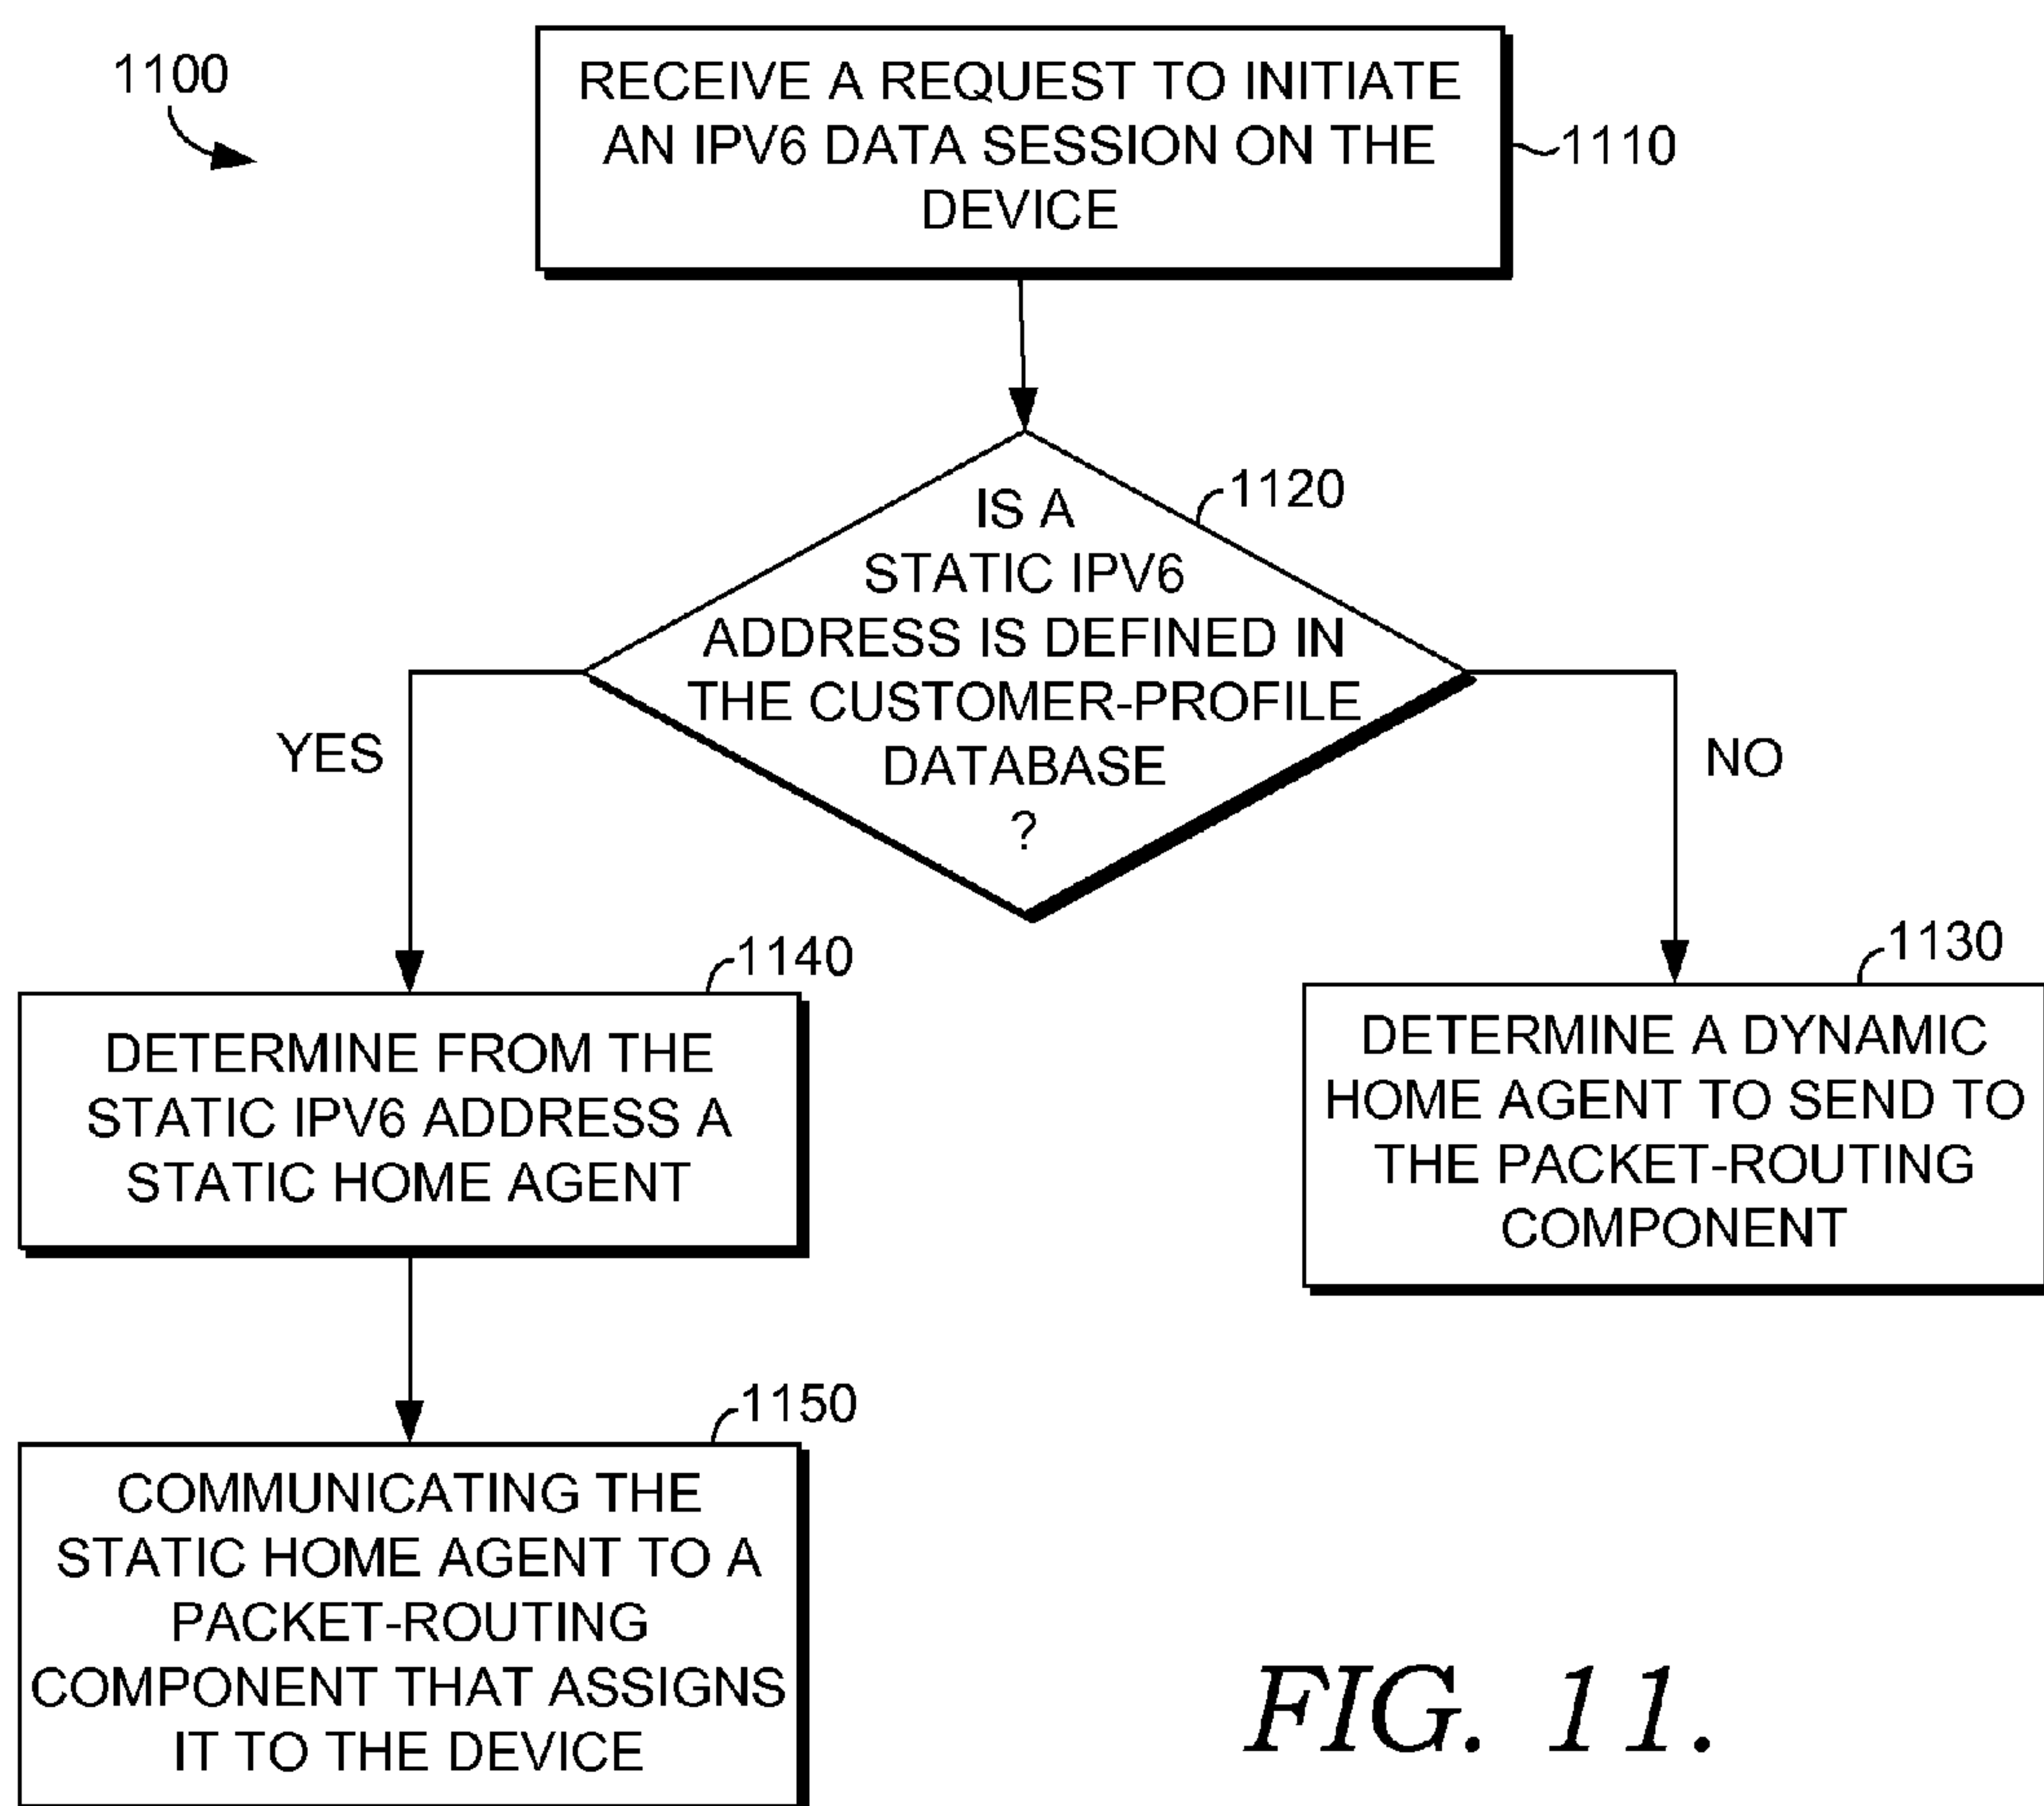 1100
RECEIVE A REQUEST TO INITIATE
AN IPV6 DATA SESSION ON THE
DEVICE
1110
1120
IS A
STATIC IPV6
ADDRESS IS DEFINED IN
THE CUSTOMER-PROFILE
DATABASE
?
YES
NO
1140
DETERMINE FROM THE
STATIC IPV6 ADDRESS A
STATIC HOME AGENT
1130
DETERMINE A DYNAMIC
HOME AGENT TO SEND TO
THE PACKET-ROUTING
COMPONENT
1150
COMMUNICATING THE
STATIC HOME AGENT TO A
PACKET-ROUTING
COMPONENT THAT ASSIGNS
IT TO THE DEVICE
FIG. 11.